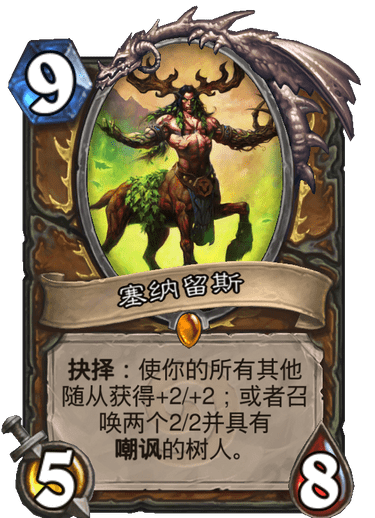 9
塞纳留斯
抉择：使你的所有其他
随从获得+2/+2；或者召
唤两个2/2并具有
嘲讽的树人。
5
8